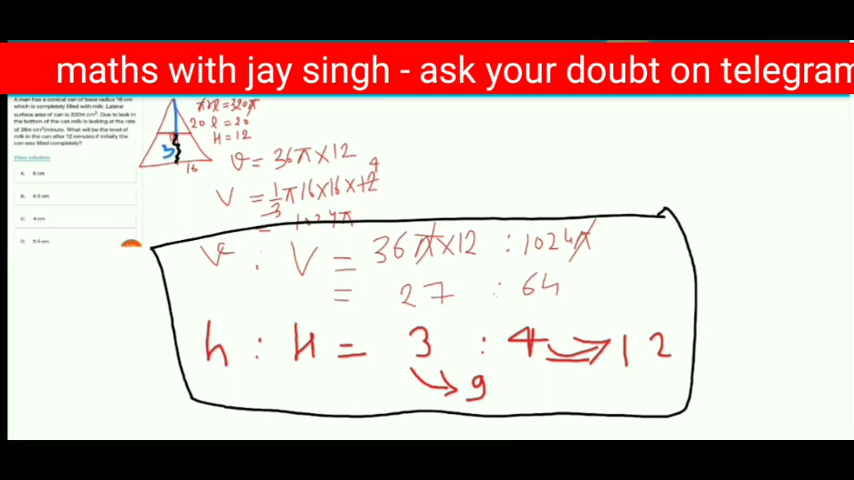 maths with jay singh - ask your doubt on telegram
A man has a conical can of base radius 16 cm
which is completely filled with milk. Lateral
surface area of can is 320π cm². Due to leak in
the bottom of the can milk is leaking at the rate
of 36π cm³/minute. What will be the level of
milk in the can after 12 minutes if initially the
can was filled completely?
View solution
A. 5 cm
B. 4.5 cm
C. 4 cm
D. 3.5 cm
πrl = 320π
20 l = 20
H = 12
3
16
v = 36π × 12
4
V = 1/3 π 16 × 16 × 12
= 1024π
v : V = 36π × 12 : 1024π
= 27 : 64
h : H = 3 : 4 ⇒ 12
9